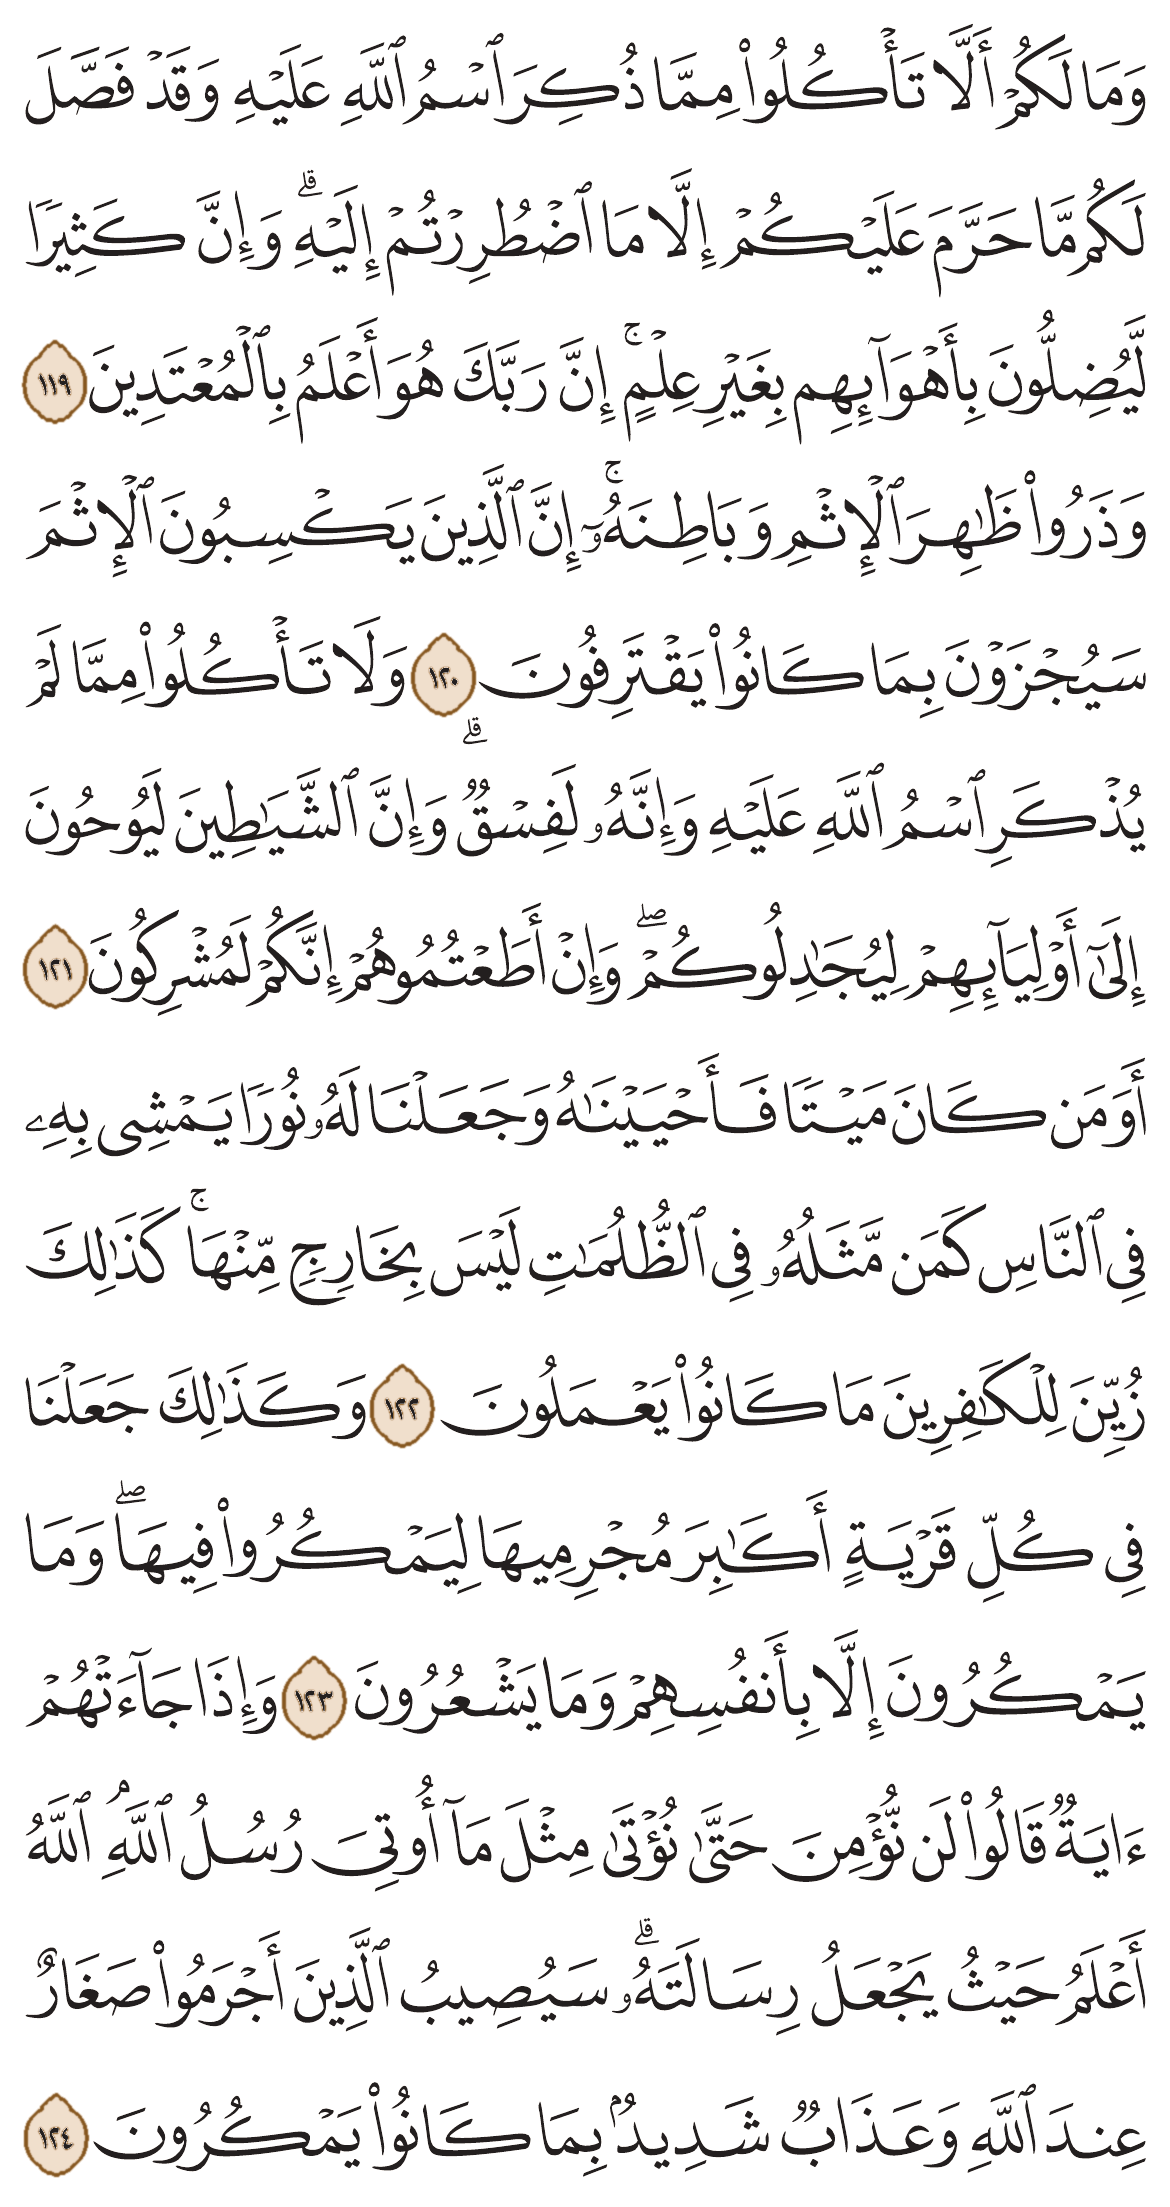 وَمَا لَكُمۡ أَلَّا تَأۡكُلُواْ مِمَّا ذُكِرَ ٱسۡمُ ٱللَّهِ عَلَيۡهِ وَقَدۡ فَصَّلَ
لَكُم مَّا حَرَّمَ عَلَيۡكُمۡ إِلَّا مَا ٱضۡطُرِرۡتُمۡ إِلَيۡهِۗ وَإِنَّ كَثِيرٗا
لَّيُضِلُّونَ بِأَهۡوَآئِهِم بِغَيۡرِ عِلۡمٍۚ إِنَّ رَبَّكَ هُوَ أَعۡلَمُ بِٱلۡمُعۡتَدِينَ ١١٩
وَذَرُواْ ظَٰهِرَ ٱلۡإِثۡمِ وَبَاطِنَهُۥٓۚ إِنَّ ٱلَّذِينَ يَكۡسِبُونَ ٱلۡإِثۡمَ
سَيُجۡزَوۡنَ بِمَا كَانُواْ يَقۡتَرِفُونَ ١٢٠ وَلَا تَأۡكُلُواْ مِمَّا لَمۡ
يُذۡكَرِ ٱسۡمُ ٱللَّهِ عَلَيۡهِ وَإِنَّهُۥ لَفِسۡقٞۗ وَإِنَّ ٱلشَّيَٰطِينَ لَيُوحُونَ
إِلَىٰٓ أَوۡلِيَآئِهِمۡ لِيُجَٰدِلُوكُمۡۖ وَإِنۡ أَطَعۡتُمُوهُمۡ إِنَّكُمۡ لَمُشۡرِكُونَ ١٢١
أَوَمَن كَانَ مَيۡتٗا فَأَحۡيَيۡنَٰهُ وَجَعَلۡنَا لَهُۥ نُورٗا يَمۡشِي بِهِۦ
فِي ٱلنَّاسِ كَمَن مَّثَلُهُۥ فِي ٱلظُّلُمَٰتِ لَيۡسَ بِخَارِجٖ مِّنۡهَاۚ كَذَٰلِكَ
زُيِّنَ لِلۡكَٰفِرِينَ مَا كَانُواْ يَعۡمَلُونَ ١٢٢ وَكَذَٰلِكَ جَعَلۡنَا
فِي كُلِّ قَرۡيَةٍ أَكَٰبِرَ مُجۡرِمِيهَا لِيَمۡكُرُواْ فِيهَاۖ وَمَا
يَمۡكُرُونَ إِلَّا بِأَنفُسِهِمۡ وَمَا يَشۡعُرُونَ ١٢٣ وَإِذَا جَآءَتۡهُمۡ
ءَايَةٞ قَالُواْ لَن نُّؤۡمِنَ حَتَّىٰ نُؤۡتَىٰ مِثۡلَ مَآ أُوتِيَ رُسُلُ ٱللَّهِۘ ٱللَّهُ
أَعۡلَمُ حَيۡثُ يَجۡعَلُ رِسَالَتَهُۥۗ سَيُصِيبُ ٱلَّذِينَ أَجۡرَمُواْ صَغَارٌ
عِندَ ٱللَّهِ وَعَذَابٞ شَدِيدُۢ بِمَا كَانُواْ يَمۡكُرُونَ ١٢٤